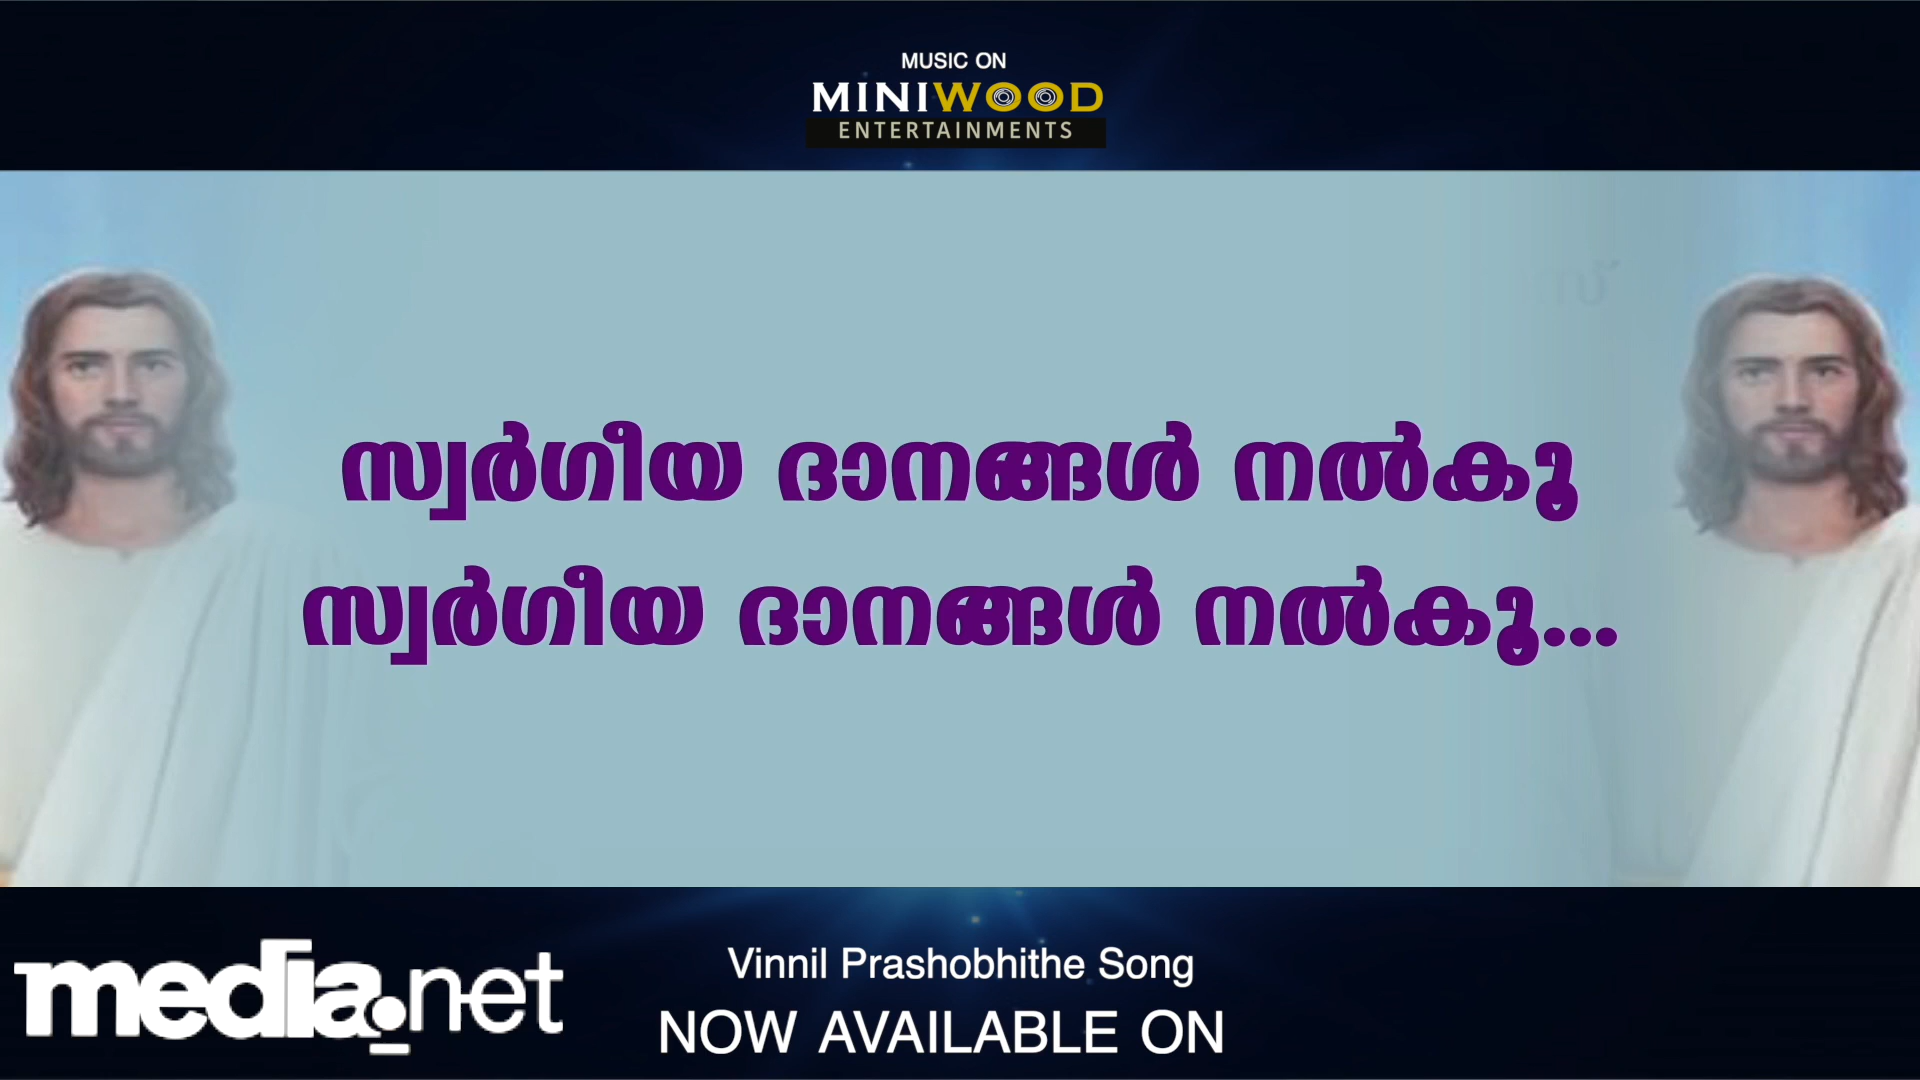 MUSIC ON
MINIWOOD
ENTERTAINMENTS
സ്വർഗീയ ദാനങ്ങൾ നൽകൂ
സ്വർഗീയ ദാനങ്ങൾ നൽകൂ...
media.net
Vinnil Prashobhithe Song
NOW AVAILABLE ON